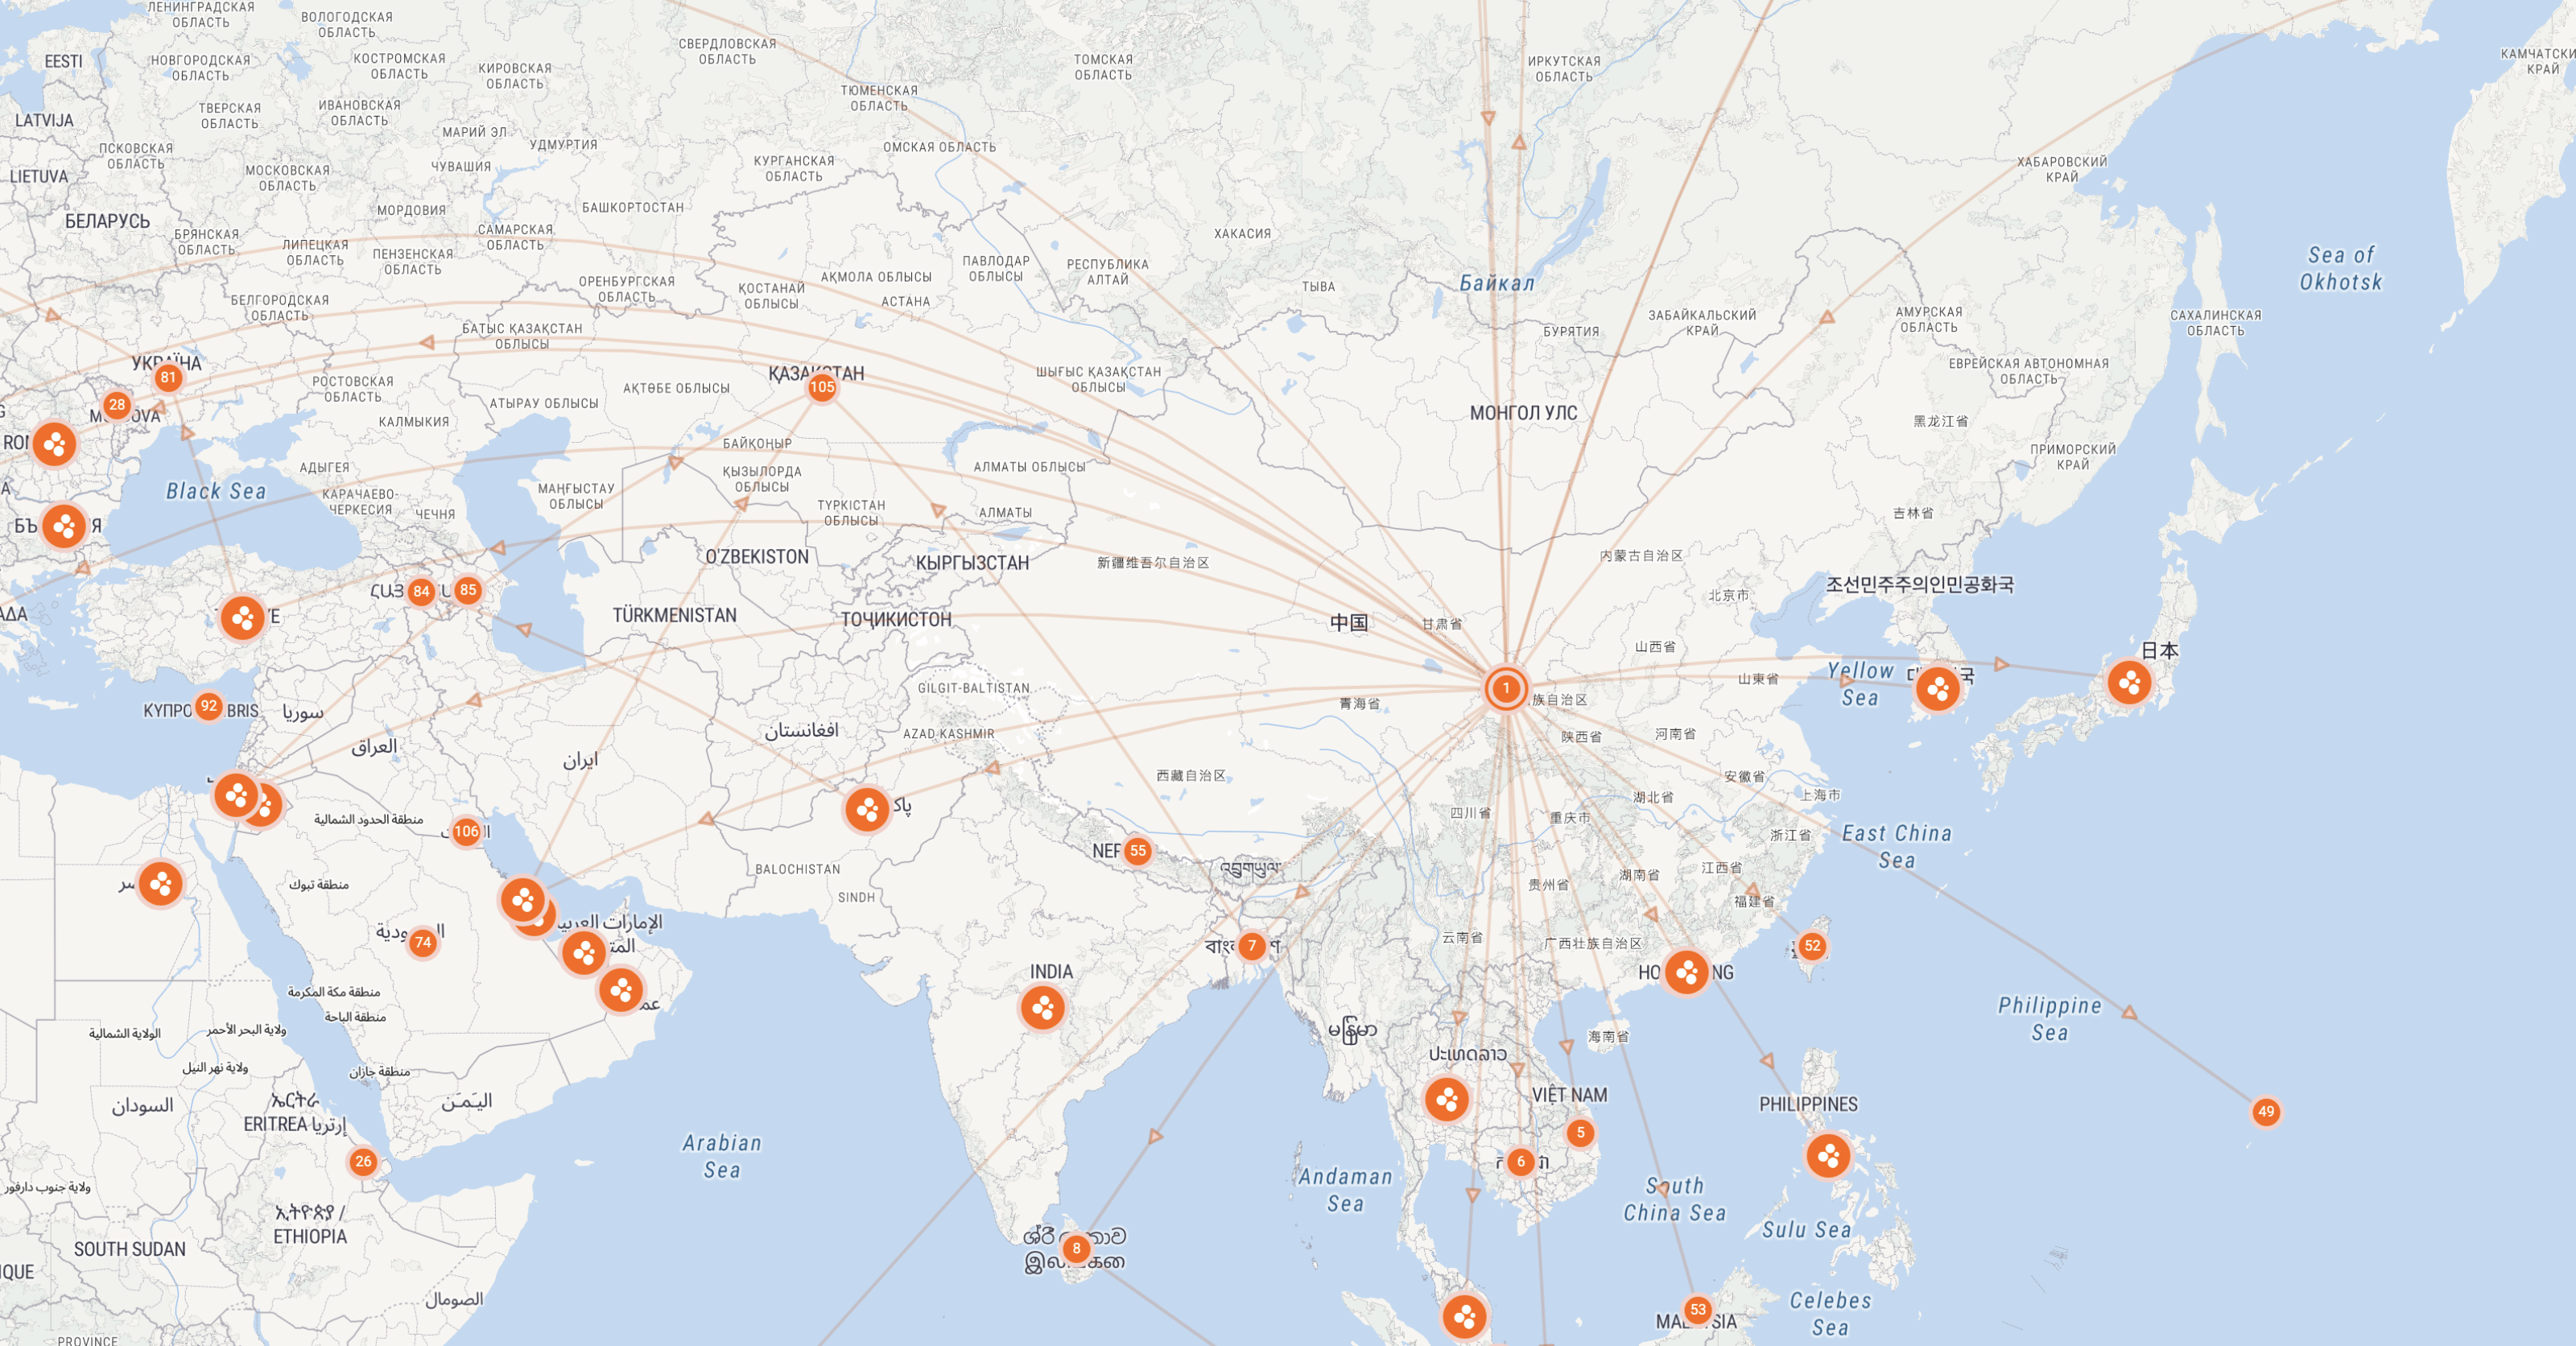 ЛЕНИНГРАДСКАЯ
ОБЛАСТЬ
ВОЛОГОДСКАЯ
ОБЛАСТЬ
EESTI
НОВГОРОДСКАЯ
ОБЛАСТЬ
КОСТРОМСКАЯ
ОБЛАСТЬ
КИРОВСКАЯ
ОБЛАСТЬ
СВЕРДЛОВСКАЯ
ОБЛАСТЬ
ТЮМЕНСКАЯ
ОБЛАСТЬ
ТОМСКАЯ
ОБЛАСТЬ
ИРКУТСКАЯ
ОБЛАСТЬ
КАМЧАТСКИ
КРАЙ
LATVIJA
ТВЕРСКАЯ
ОБЛАСТЬ
ИВАНОВСКАЯ
ОБЛАСТЬ
МАРИЙ ЭЛ
УДМУРТИЯ
ПСКОВСКАЯ
ОБЛАСТЬ
ЧУВАШИЯ
КУРГАНСКАЯ
ОБЛАСТЬ
ОМСКАЯ ОБЛАСТЬ
ХАБАРОВСКИЙ
КРАЙ
LIETUVA
МОСКОВСКАЯ
ОБЛАСТЬ
МОРДОВИЯ
БАШКОРТОСТАН
БЕЛАРУСЬ
БРЯНСКАЯ
ОБЛАСТЬ
ЛИПЕЦКАЯ
ОБЛАСТЬ
ПЕНЗЕНСКАЯ
ОБЛАСТЬ
САМАРСКАЯ
ОБЛАСТЬ
ХАКАСИЯ
Sea of
Okhotsk
ОРЕНБУРГСКАЯ
ОБЛАСТЬ
ҚОСТАНАЙ
ОБЛЫСЫ
АҚМОЛА ОБЛЫСЫ
АСТАНА
ПАВЛОДАР
ОБЛЫСЫ
РЕСПУБЛИКА
АЛТАЙ
ТЫВА
Байкал
БЕЛГОРОДСКАЯ
ОБЛАСТЬ
БАТЫС ҚАЗАҚСТАН
ОБЛЫСЫ
БУРЯТИЯ
ЗАБАЙКАЛЬСКИЙ
КРАЙ
АМУРСКАЯ
ОБЛАСТЬ
САХАЛИНСКАЯ
ОБЛАСТЬ
УКРАЇНА
81
РОСТОВСКАЯ
ОБЛАСТЬ
АҚТӨБЕ ОБЛЫСЫ
ҚАЗАҚСТАН
105
ШЫҒЫС ҚАЗАҚСТАН
ОБЛЫСЫ
ЕВРЕЙСКАЯ АВТОНОМНАЯ
ОБЛАСТЬ
28
АТЫРАУ ОБЛЫСЫ
КАЛМЫКИЯ
МОНГОЛ УЛС
黑龙江省
БАЙҚОҢЫР
ПРИМОРСКИЙ
КРАЙ
АДЫГЕЯ
АЛМАТЫ ОБЛЫСЫ
Black Sea
КАРАЧАЕВО-
ЧЕРКЕСИЯ
ЧЕЧНЯ
МАҢҒЫСТАУ
ОБЛЫСЫ
ҚЫЗЫЛОРДА
ОБЛЫСЫ
ТҮРКІСТАН
ОБЛЫСЫ
АЛМАТЫ
吉林省
O'ZBEKISTON
КЫРГЫЗСТАН
新疆维吾尔自治区
内蒙古自治区
조선민주주의인민공화국
84
85
TÜRKMENISTAN
ТОҶИКИСТОН
中国
甘肃省
北京市
山西省
日本
GILGIT-BALTISTAN
1
族自治区
山東省
Yellow
Sea
92
سوريا
青海省
العراق
افغانستان
AZAD KASHMIR
陕西省
河南省
ایران
西藏自治区
安徽省
上海市
湖北省
四川省
重庆市
منطقة الحدود الشمالية
106
浙江省
East China
Sea
55
BALOCHISTAN
འབྲུགཡུལ
江西省
湖南省
贵州省
منطقة تبوك
SINDH
福建省
74
7
云南省
广西壮族自治区
52
INDIA
منطقة مكة المكرمة
منطقة الباحة
Philippine
Sea
الولاية الشمالية
ولاية البحر الأحمر
海南省
ولاية نهر النيل
منطقة جازان
ປະເທດລາວ
VIỆT NAM
السودان
اليَمَن
PHILIPPINES
49
ኤርትራ
ERITREA إرتريا
Arabian
Sea
5
26
6
ولاية جنوب دارفور
Andaman
Sea
South
China Sea
ኢትዮጵያ /
ETHIOPIA
Sulu Sea
SOUTH SUDAN
8
الصومال
Celebes
Sea
53
PROVINCE